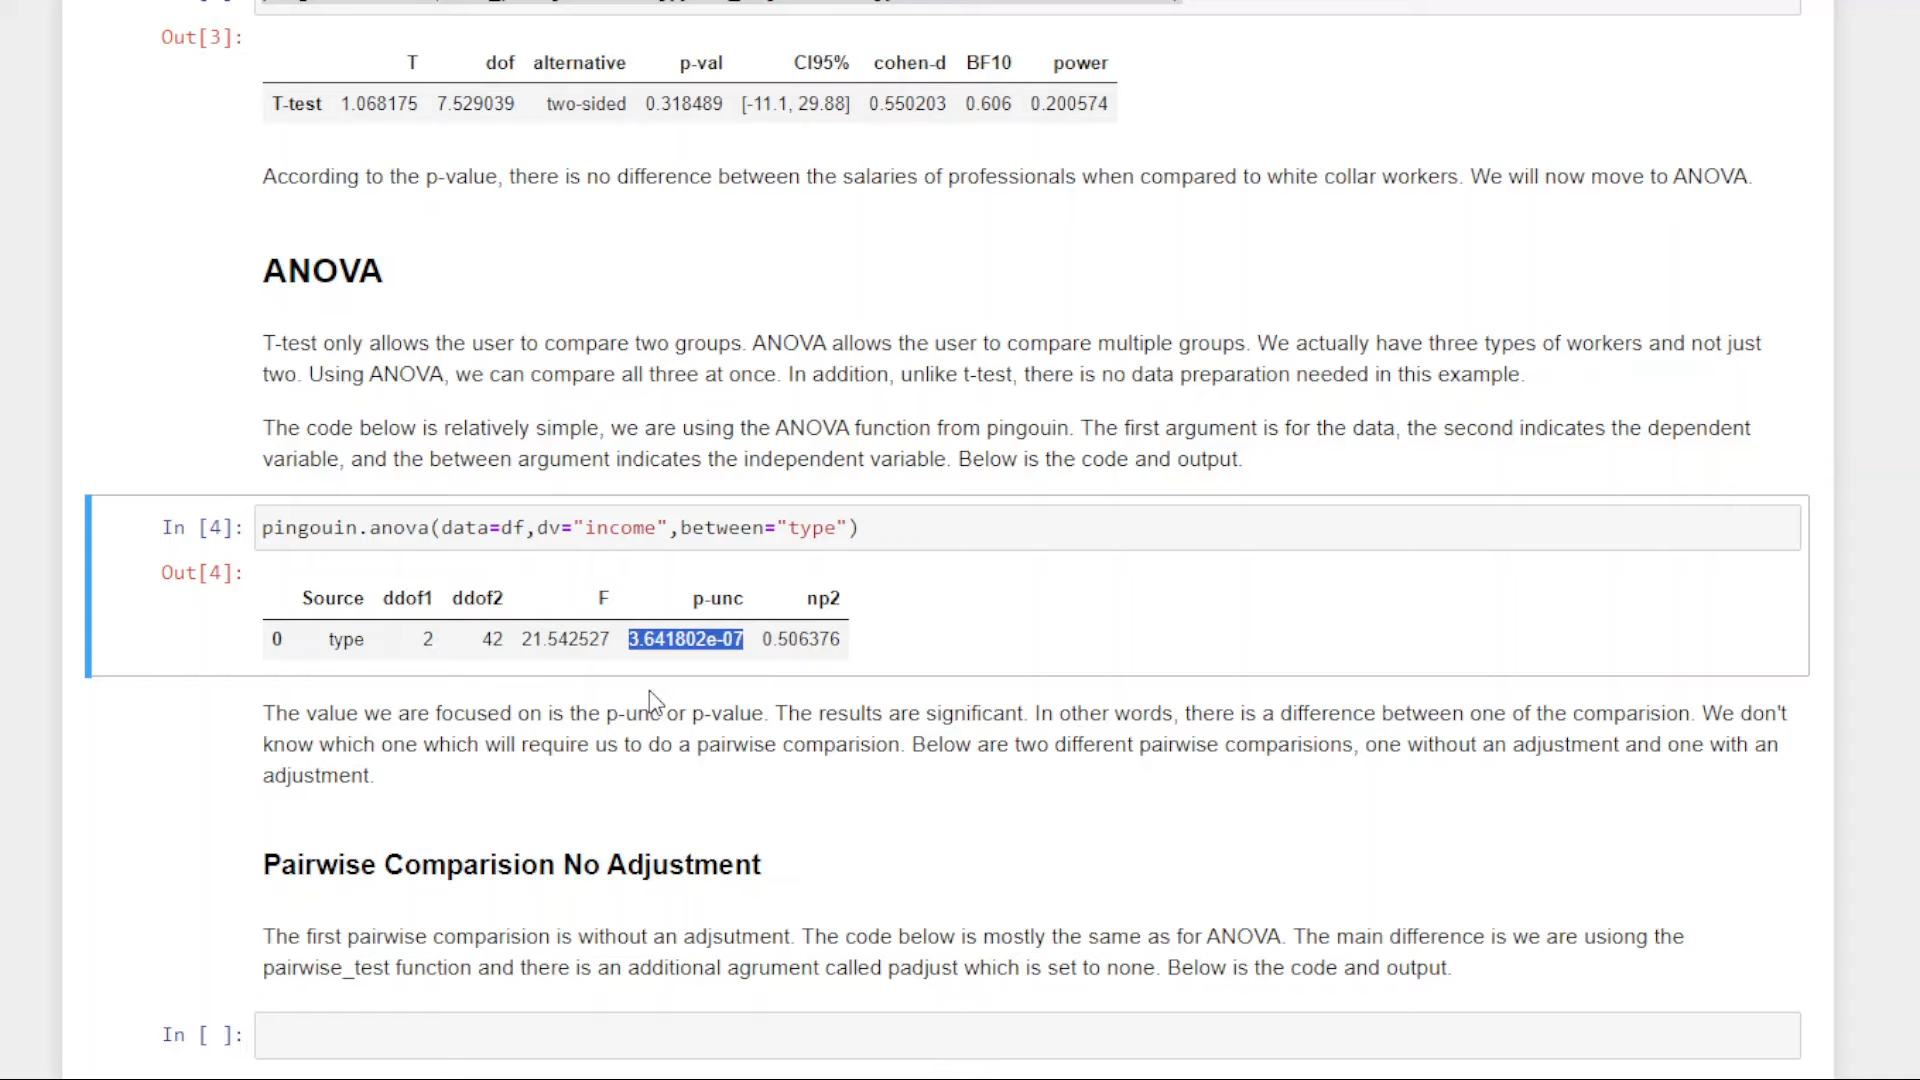 Out[3]:
T dof alternative p-val CI95% cohen-d BF10 power
T-test 1.068175 7.529039 two-sided 0.318489 [-11.1, 29.88] 0.550203 0.606 0.200574
According to the p-value, there is no difference between the salaries of professionals when compared to white collar workers. We will now move to ANOVA.
ANOVA
T-test only allows the user to compare two groups. ANOVA allows the user to compare multiple groups. We actually have three types of workers and not just
two. Using ANOVA, we can compare all three at once. In addition, unlike t-test, there is no data preparation needed in this example.
The code below is relatively simple, we are using the ANOVA function from pingouin. The first argument is for the data, the second indicates the dependent
variable, and the between argument indicates the independent variable. Below is the code and output.
In [4]: pingouin.anova(data=df,dv="income",between="type")
Out[4]:
Source ddof1 ddof2 F p-unc np2
0 type 2 42 21.542527 3.641802e-07 0.506376
The value we are focused on is the p-unc or p-value. The results are significant. In other words, there is a difference between one of the comparision. We don't
know which one which will require us to do a pairwise comparision. Below are two different pairwise comparisions, one without an adjustment and one with an
adjustment.
Pairwise Comparision No Adjustment
The first pairwise comparision is without an adjsutment. The code below is mostly the same as for ANOVA. The main difference is we are usiong the
pairwise_test function and there is an additional agrument called padjust which is set to none. Below is the code and output.
In [ ]: